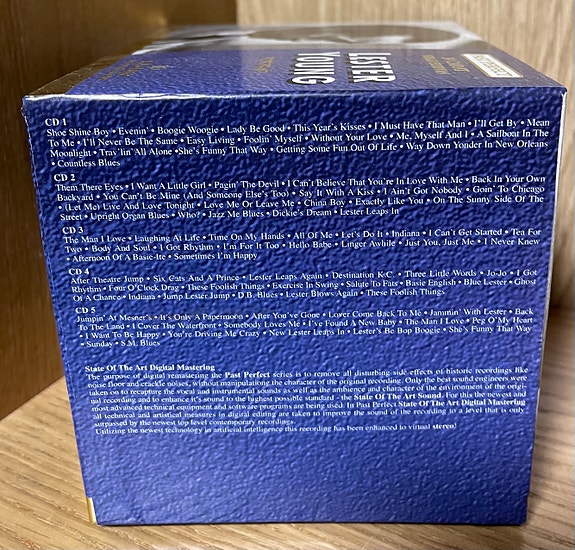 LESTER
YOUNG
CD 1
Shoe Shine Boy • Evenin' • Boogie Woogie • Lady Be Good • This Year's Kisses • I Must Have That Man • I'll Get By • Mean
To Me • I'll Never Be The Same • Easy Living • Foolin' Myself • Without Your Love • Me, Myself And I • A Sailboat In The
Moonlight • Trav'lin' All Alone •She's Funny That Way • Getting Some Fun Out Of Life • Way Down Yonder In New Orleans
• Countless Blues
CD 2
Them There Eyes • I Want A Little Girl • Pagin' The Devil • I Can't Believe That You're In Love With Me • Back In Your Own
Backyard • You Can't Be Mine (And Someone Else's Too) • Say It With A Kiss • I Ain't Got Nobody • Goin' To Chicago
• (Let Me) Live And Love Tonight • Love Me Or Leave Me • China Boy • Exactly Like You • On The Sunny Side Of The
Street • Upright Organ Blues • Who? • Jazz Me Blues • Dickie's Dream • Lester Leaps In
CD 3
The Man I Love • Laughing At Life • Time On My Hands • All Of Me • Let's Do It • Indiana • I Can't Get Started • Tea For
Two • Body And Soul • I Got Rhythm • I'm For It Too • Hello Babe • Linger Awhile • Just You, Just Me • I Never Knew
• Afternoon Of A Basie-Ite • Sometimes I'm Happy
CD 4
After Theatre Jump • Six Cats And A Prince • Lester Leaps Again • Destination K.C. • Three Little Words • Jo-Jo • I Got
Rhythm • Four O'Clock Drag • These Foolish Things • Exercise In Swing • Salute To Fats • Basic English • Blue Lester • Ghost
Of A Chance • Indiana • Jump Lester Jump • D.B. Blues • Lester Blows Again • These Foolish Things
CD 5
Jumpin' At Mesner's • It's Only A Papermoon • After You've Gone • Lover Come Back To Me • Jammin' With Lester • Back
To The Land • I Cover The Waterfront • Somebody Loves Me • I've Found A New Baby • The Man I Love • Peg O'My Heart
• I Want To Be Happy • You're Driving Me Crazy • New Lester Leaps In • Lester's Be Bop Boogie • She's Funny That Way
• Sunday • S.M. Blues
State Of The Art Digital Mastering
The purpose of digital remastering the Past Perfect series is to remove all disturbing side effects of historic recordings like
noise floor and crackle noises, without manipulating the character of the original recording. Only the best sound engineers were
taken on to recapture the vocal and instrumental sounds as well as the ambience and character of the environment of the origi-
nal recording and to enhance it's sound to the highest possible standard - the State Of The Art Sound. For this the newest and
most advanced technical equipment and software programs are being used. In Past Perfect State Of The Art Digital Mastering
all technical and artistical measures in digital editing are taken to improve the sound of the recording to a level that is only
surpassed by the newest top level contemporary recordings.
Utilizing the newest technology in artificial intelligence this recording has been enhanced to virtual stereo!